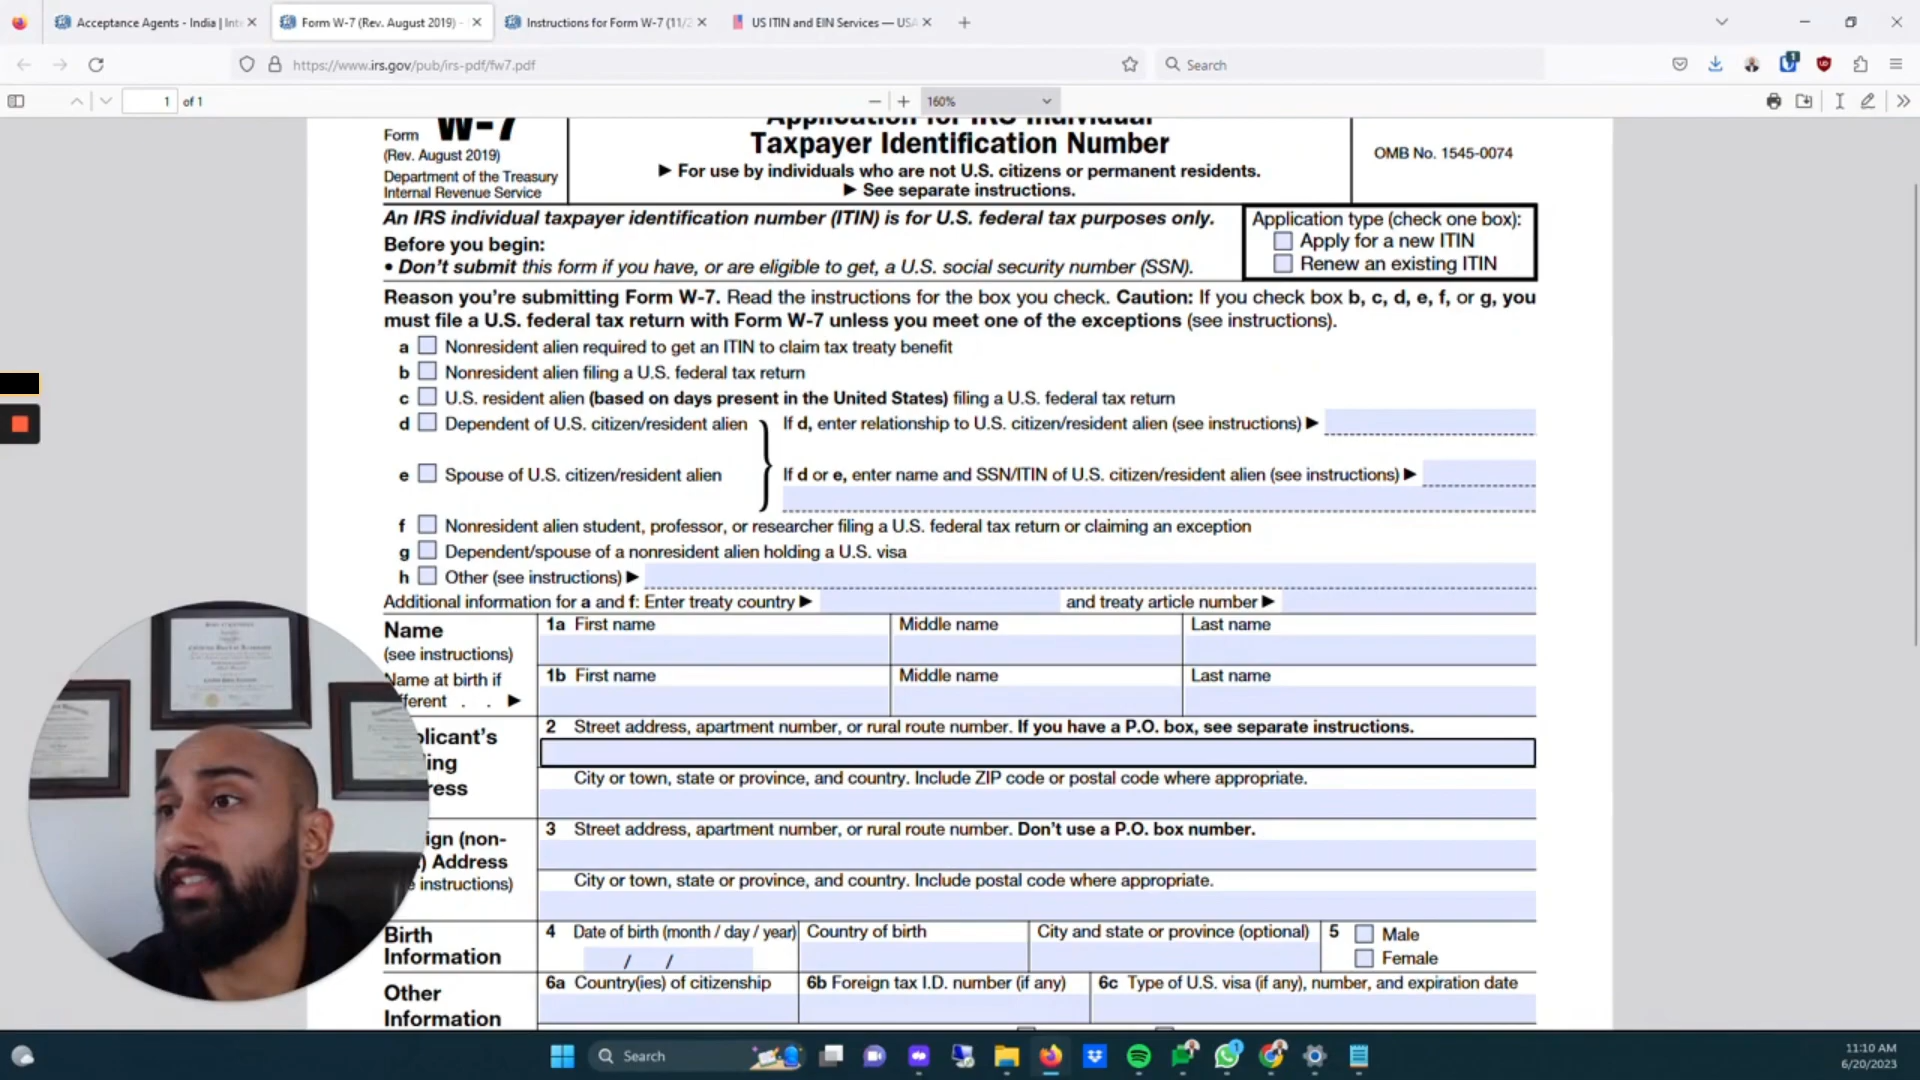 Acceptance Agents - India | Int
Form W-7 (Rev. August 2019) -
Instructions for Form W-7 (11/2
US ITIN and EIN Services — USA
https://www.irs.gov/pub/irs-pdf/fw7.pdf
Search
1
1 of 1
160%
Form W-7
(Rev. August 2019)
Department of the Treasury
Internal Revenue Service
Application for IRS Individual
Taxpayer Identification Number
▶ For use by individuals who are not U.S. citizens or permanent residents.
▶ See separate instructions.
OMB No. 1545-0074
An IRS individual taxpayer identification number (ITIN) is for U.S. federal tax purposes only.
Before you begin:
• Don't submit this form if you have, or are eligible to get, a U.S. social security number (SSN).
Application type (check one box):
Apply for a new ITIN
Renew an existing ITIN
Reason you're submitting Form W-7. Read the instructions for the box you check. Caution: If you check box b, c, d, e, f, or g, you
must file a U.S. federal tax return with Form W-7 unless you meet one of the exceptions (see instructions).
a Nonresident alien required to get an ITIN to claim tax treaty benefit
b Nonresident alien filing a U.S. federal tax return
c U.S. resident alien (based on days present in the United States) filing a U.S. federal tax return
d Dependent of U.S. citizen/resident alien
If d, enter relationship to U.S. citizen/resident alien (see instructions) ▶
e Spouse of U.S. citizen/resident alien
If d or e, enter name and SSN/ITIN of U.S. citizen/resident alien (see instructions) ▶
f Nonresident alien student, professor, or researcher filing a U.S. federal tax return or claiming an exception
g Dependent/spouse of a nonresident alien holding a U.S. visa
h Other (see instructions) ▶
Additional information for a and f: Enter treaty country ▶ and treaty article number ▶
Name
(see instructions)
1a First name Middle name Last name
Name at birth if
fferent . . ▶
1b First name Middle name Last name
plicant's
ing
ress
2 Street address, apartment number, or rural route number. If you have a P.O. box, see separate instructions.
City or town, state or province, and country. Include ZIP code or postal code where appropriate.
ign (non-
) Address
instructions)
3 Street address, apartment number, or rural route number. Don't use a P.O. box number.
City or town, state or province, and country. Include postal code where appropriate.
Birth
Information
4 Date of birth (month / day / year)
/ /
Country of birth
City and state or province (optional)
5 Male
Female
Other
Information
6a Country(ies) of citizenship
6b Foreign tax I.D. number (if any)
6c Type of U.S. visa (if any), number, and expiration date
Search
1
11:10 AM
6/20/2023